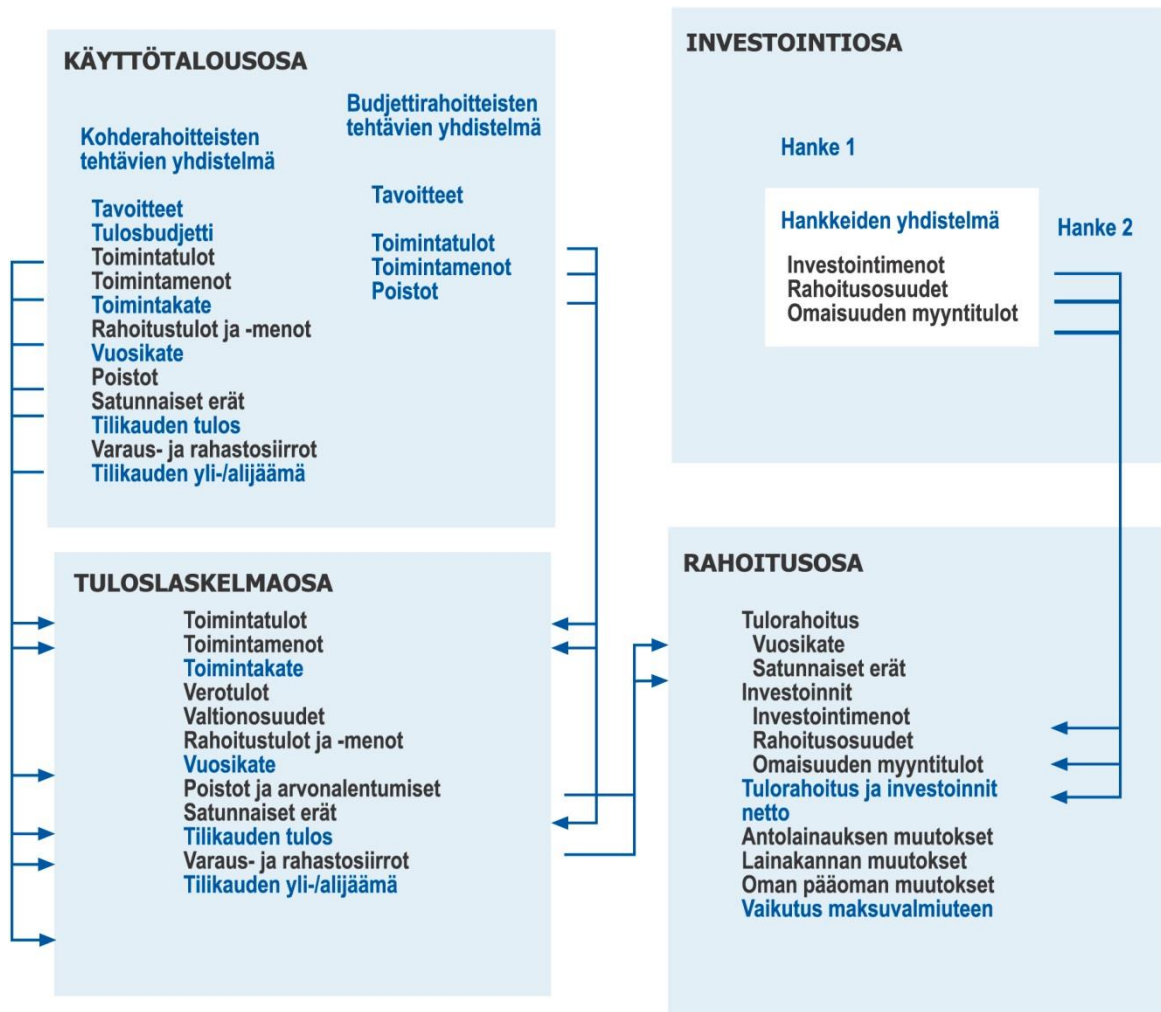 KÄYTTÖTALOUSOSA
Kohderahoitteisten
tehtävien yhdistelmä
Tavoitteet
Tulosbudjetti
Toimintatulot
Toimintamenot
Toimintakate
Rahoitustulot ja -menot
Vuosikate
Poistot
Satunnaiset erät
Tilikauden tulos
Varaus- ja rahastosiirrot
Tilikauden yli-/alijäämä
Budjettirahoitteisten
tehtävien yhdistelmä
Tavoitteet
Toimintatulot
Toimintamenot
Poistot
INVESTOINTIOSA
Hanke 1
Hankkeiden yhdistelmä
Investointimenot
Rahoitusosuudet
Omaisuuden myyntitulot
Hanke 2
TULOSLASKELMAOSA
Toimintatulot
Toimintamenot
Toimintakate
Verotulot
Valtionosuudet
Rahoitustulot ja -menot
Vuosikate
Poistot ja arvonalentumiset
Satunnaiset erät
Tilikauden tulos
Varaus- ja rahastosiirrot
Tilikauden yli-/alijäämä
RAHOITUSOSA
Tulorahoitus
Vuosikate
Satunnaiset erät
Investoinnit
Investointimenot
Rahoitusosuudet
Omaisuuden myyntitulot
Tulorahoitus ja investoinnit
netto
Antolainauksen muutokset
Lainakannan muutokset
Oman pääoman muutokset
Vaikutus maksuvalmiuteen